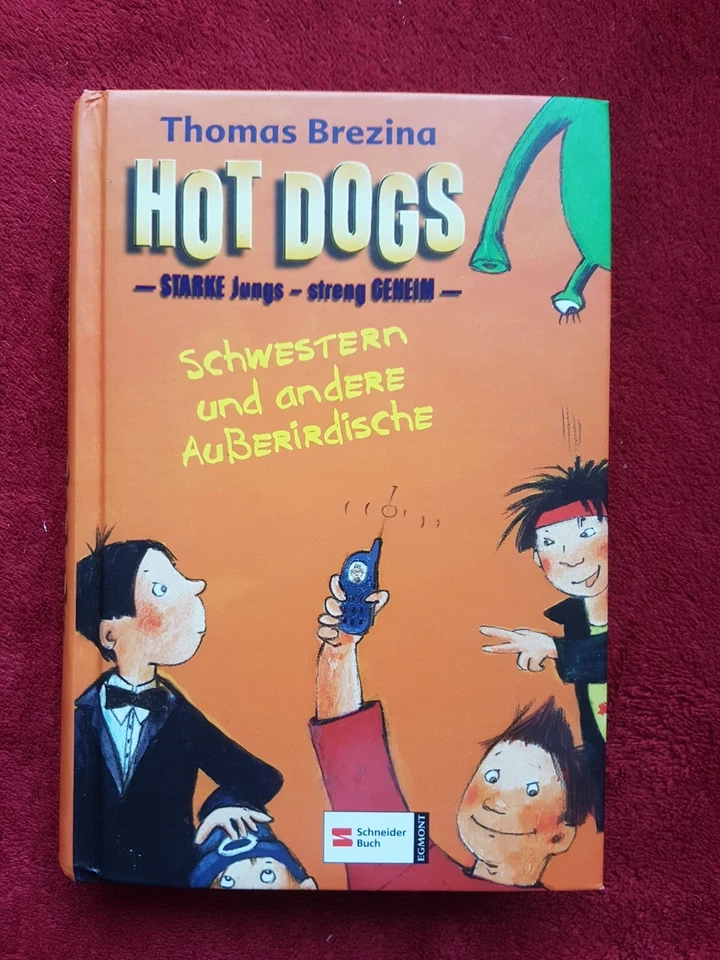 Thomas Brezina
HOT DOGS
— STARKE Jungs – streng GEHEIM —
SCHWESTERN
und andere
Außerirdische
Schneider
Buch
EGMONT